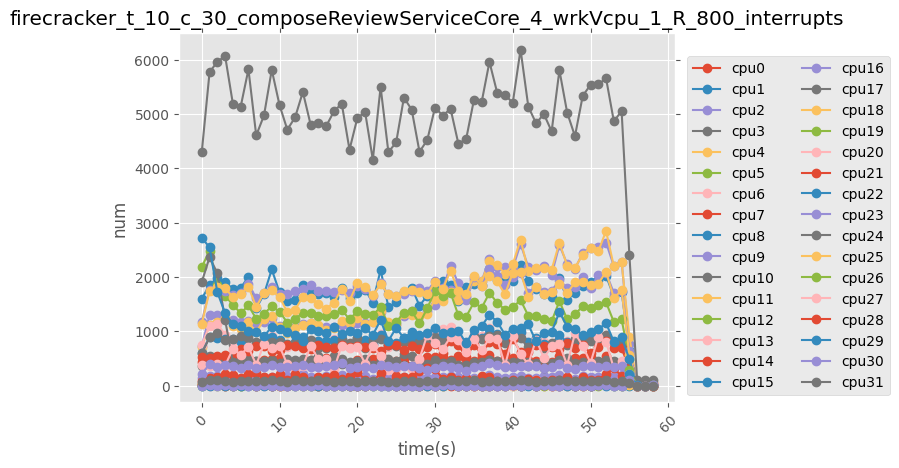 firecracker_t_10_c_30_composeReviewServiceCore_4_wrkVcpu_1_R_800_interrupts
6000
5000
4000
3000
2000
1000
0
num
0 10 20 30 40 50 60
time(s)
cpu0 cpu16
cpu1 cpu17
cpu2 cpu18
cpu3 cpu19
cpu4 cpu20
cpu5 cpu21
cpu6 cpu22
cpu7 cpu23
cpu8 cpu24
cpu9 cpu25
cpu10 cpu26
cpu11 cpu27
cpu12 cpu28
cpu13 cpu29
cpu14 cpu30
cpu15 cpu31